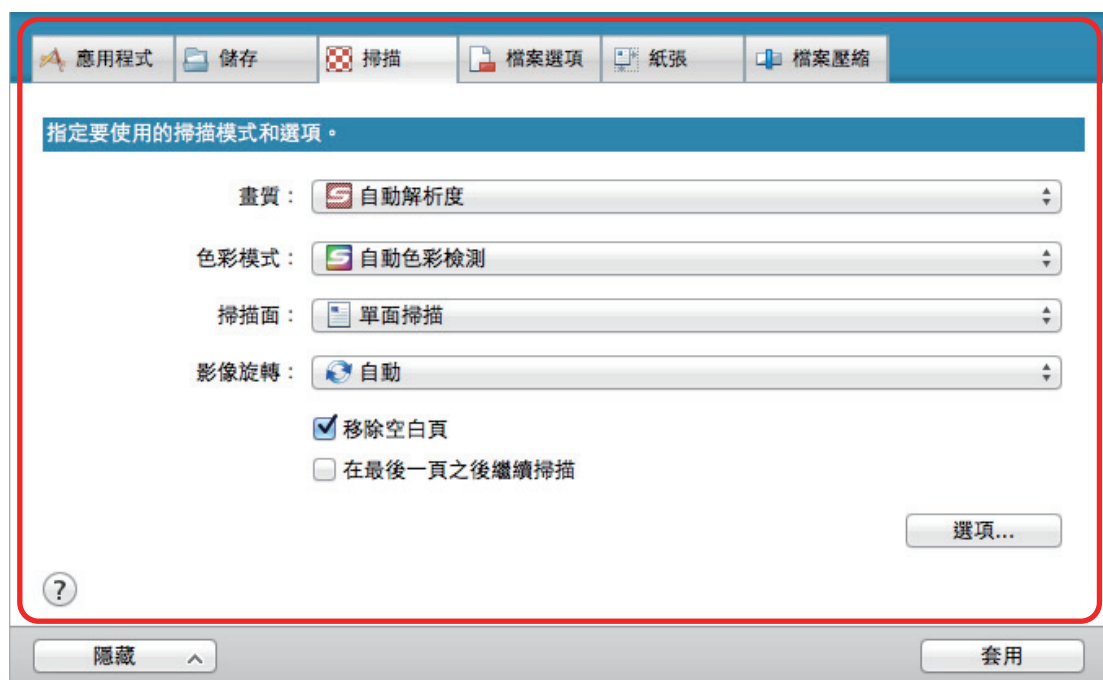 應用程式 儲存 掃描 檔案選項 紙張 檔案壓縮
指定要使用的掃描模式和選項。
畫質： 自動解析度
色彩模式： 自動色彩檢測
掃描面： 單面掃描
影像旋轉： 自動
移除空白頁
在最後一頁之後繼續掃描
選項...
?
隱藏 套用